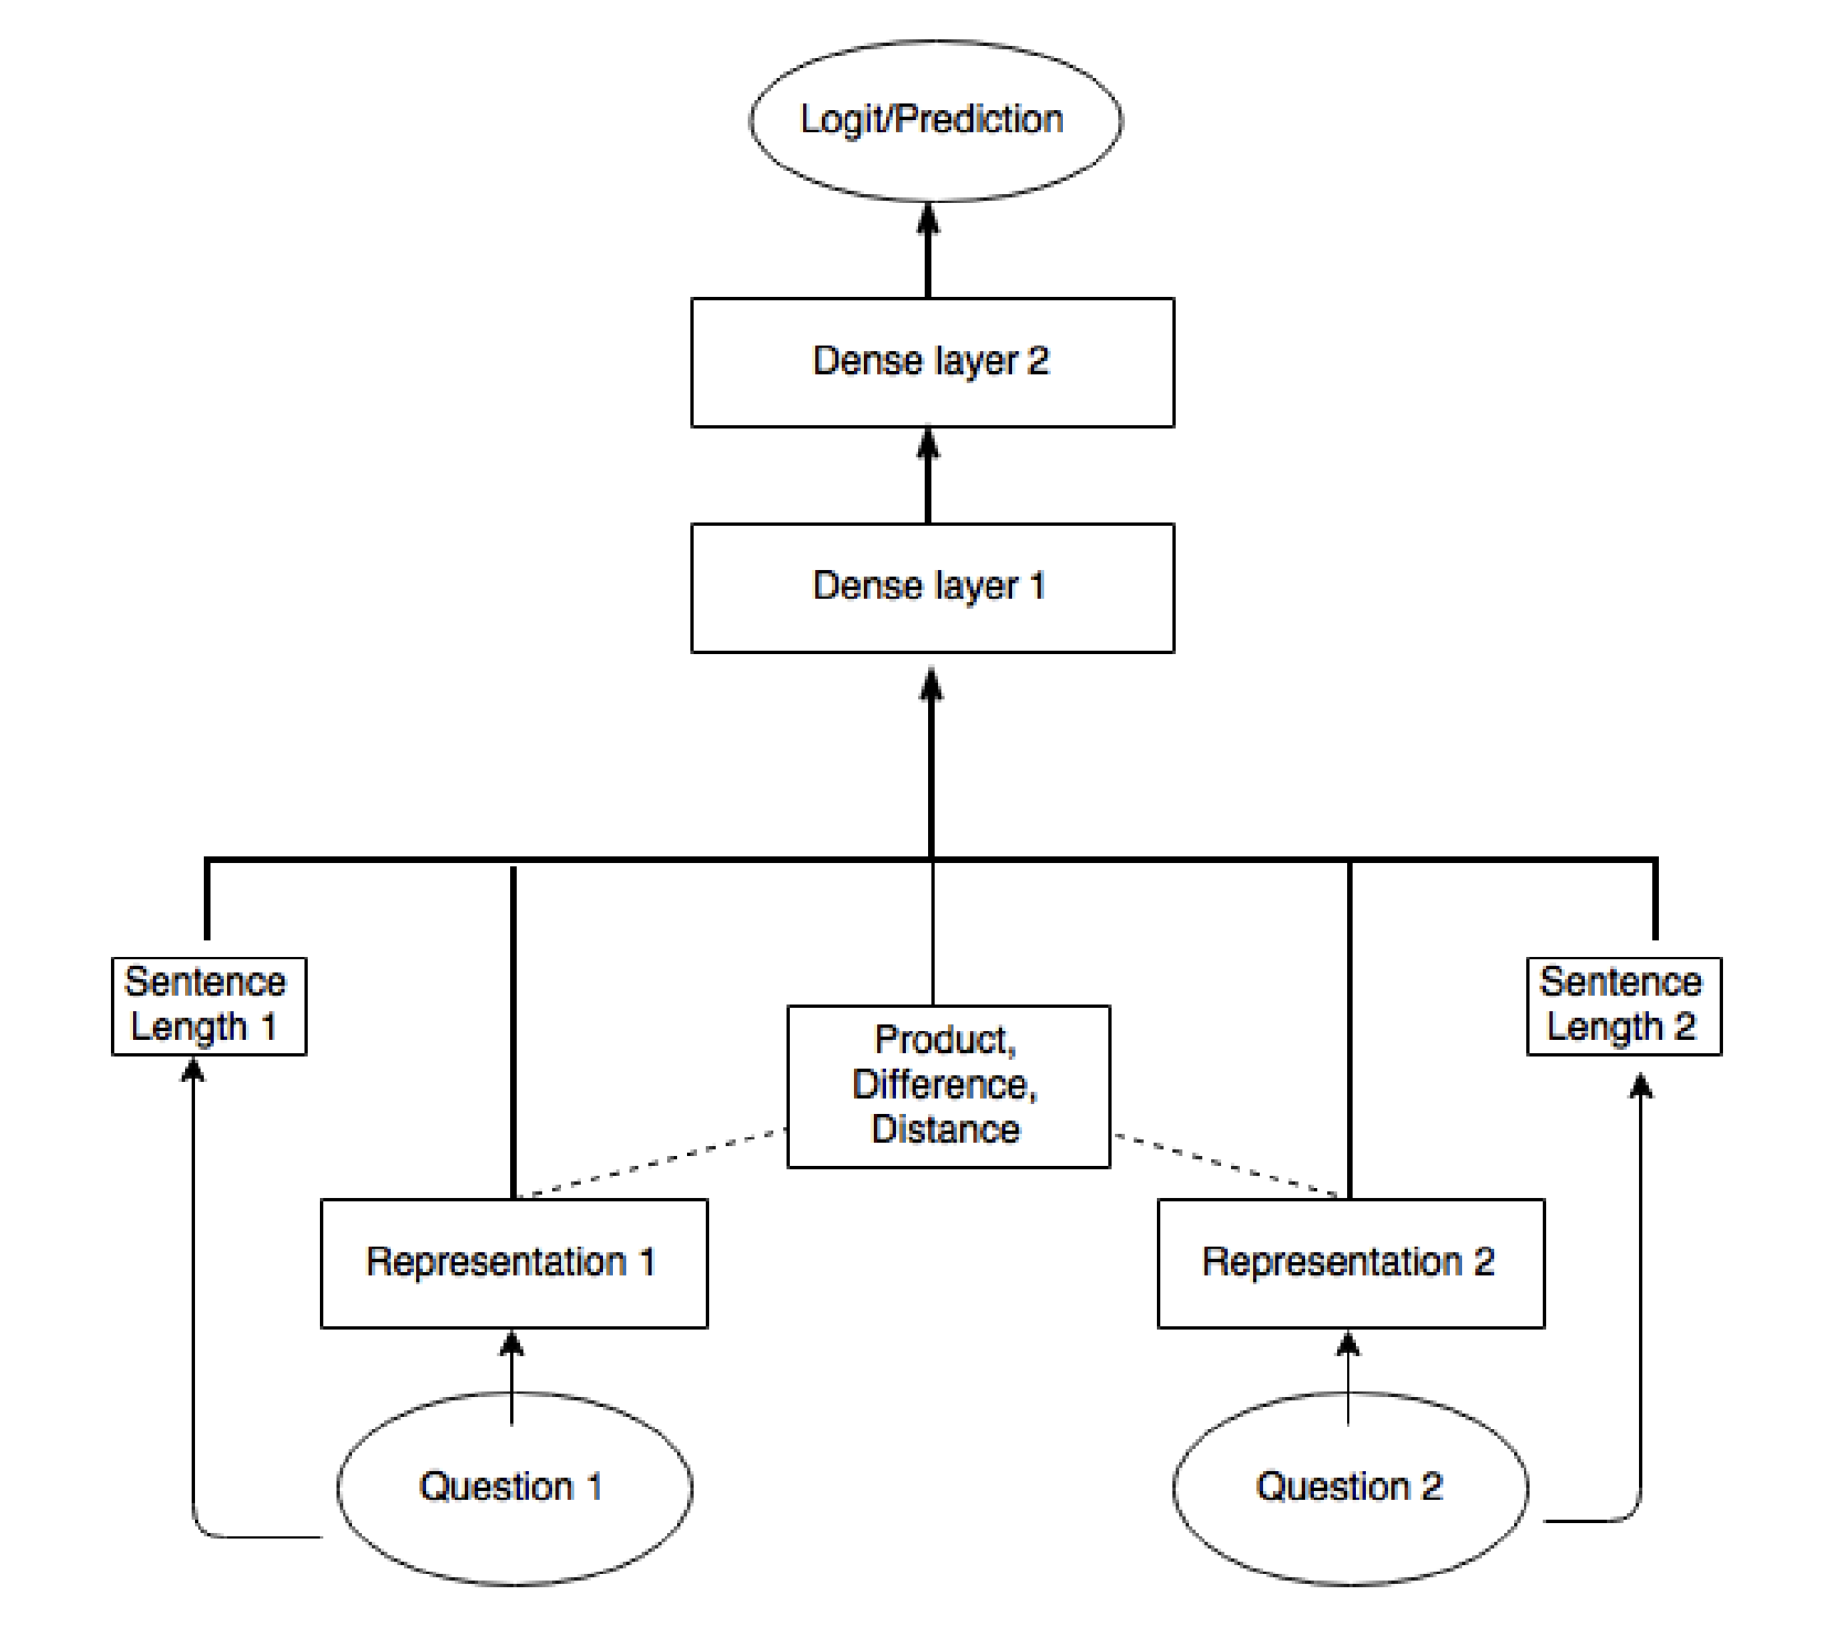 Logit/Prediction
Dense layer 2
Dense layer 1
Sentence
Length 1
Sentence
Length 2
Product,
Difference,
Distance
Representation 1
Representation 2
Question 1
Question 2